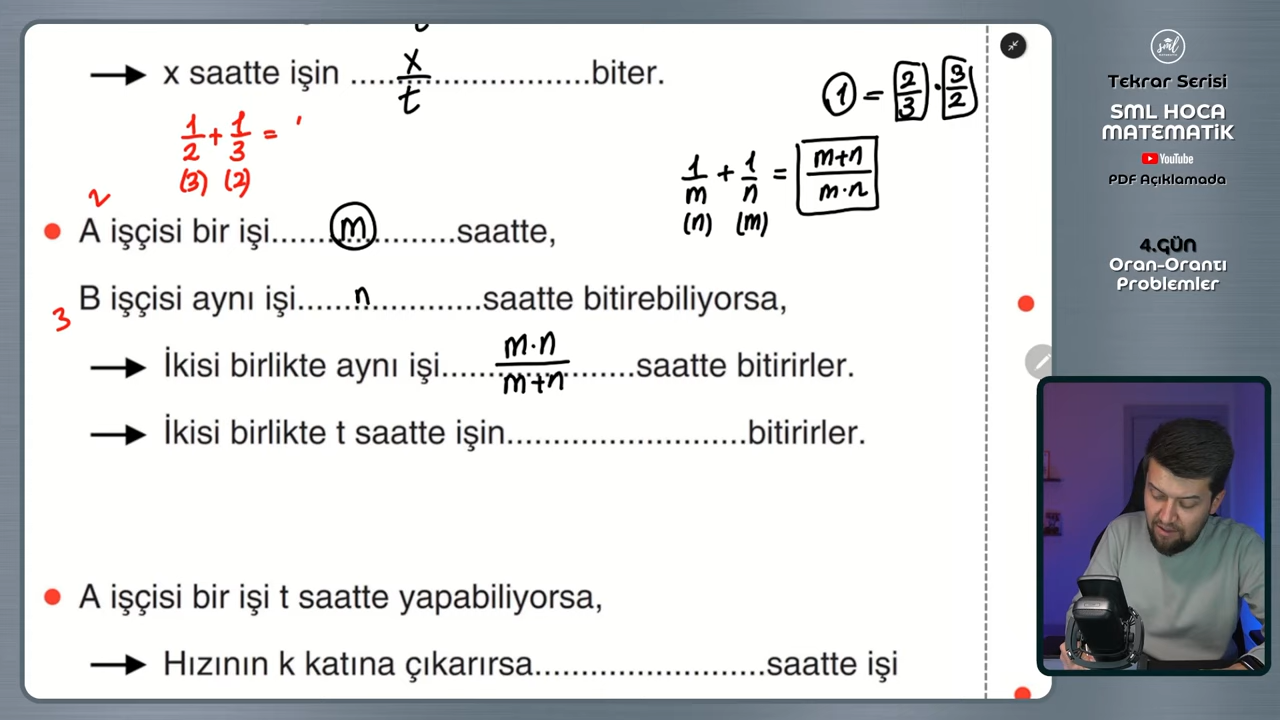 → x saatte işin ....x/t....biter.
1 = 2/3 · 3/2
1/2 + 1/3 =
(3) (2)
1/m + 1/n = m+n/m·n
(n) (m)
2
• A işçisi bir işi....m....saatte,
B işçisi aynı işi....n....saatte bitirebiliyorsa,
3
→ İkisi birlikte aynı işi....m·n/m+n....saatte bitirirler.
→ İkisi birlikte t saatte işin..........................bitirirler.
• A işçisi bir işi t saatte yapabiliyorsa,
→ Hızının k katına çıkarırsa.........................saatte işi
sml
Tekrar Serisi
SML HOCA
MATEMATİK
YouTube
PDF Açıklamada
4.GÜN
Oran-Orantı
Problemler